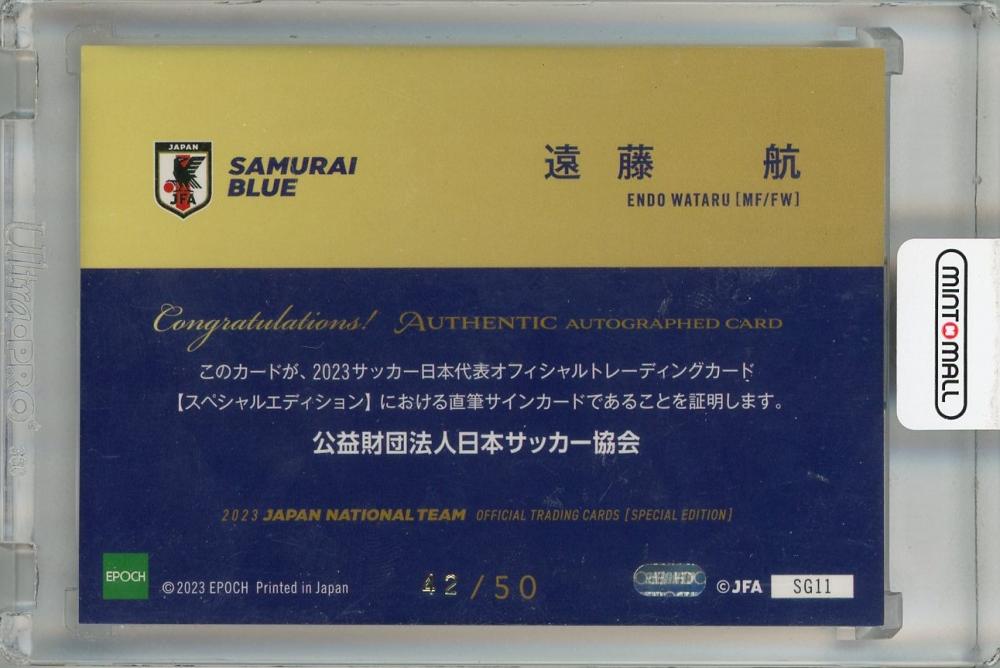 JAPAN
JFA
SAMURAI
BLUE
遠藤 航
ENDO WATARU [MF/FW]
Congratulations! AUTHENTIC AUTOGRAPHED CARD
このカードが、2023サッカー日本代表オフィシャルトレーディングカード
【スペシャルエディション】における直筆サインカードであることを証明します。
公益財団法人日本サッカー協会
2023 JAPAN NATIONAL TEAM OFFICIAL TRADING CARDS [SPECIAL EDITION]
EPOCH
©2023 EPOCH Printed in Japan
42/50
©JFA
SG11
MINT MALL
Ultra PRO